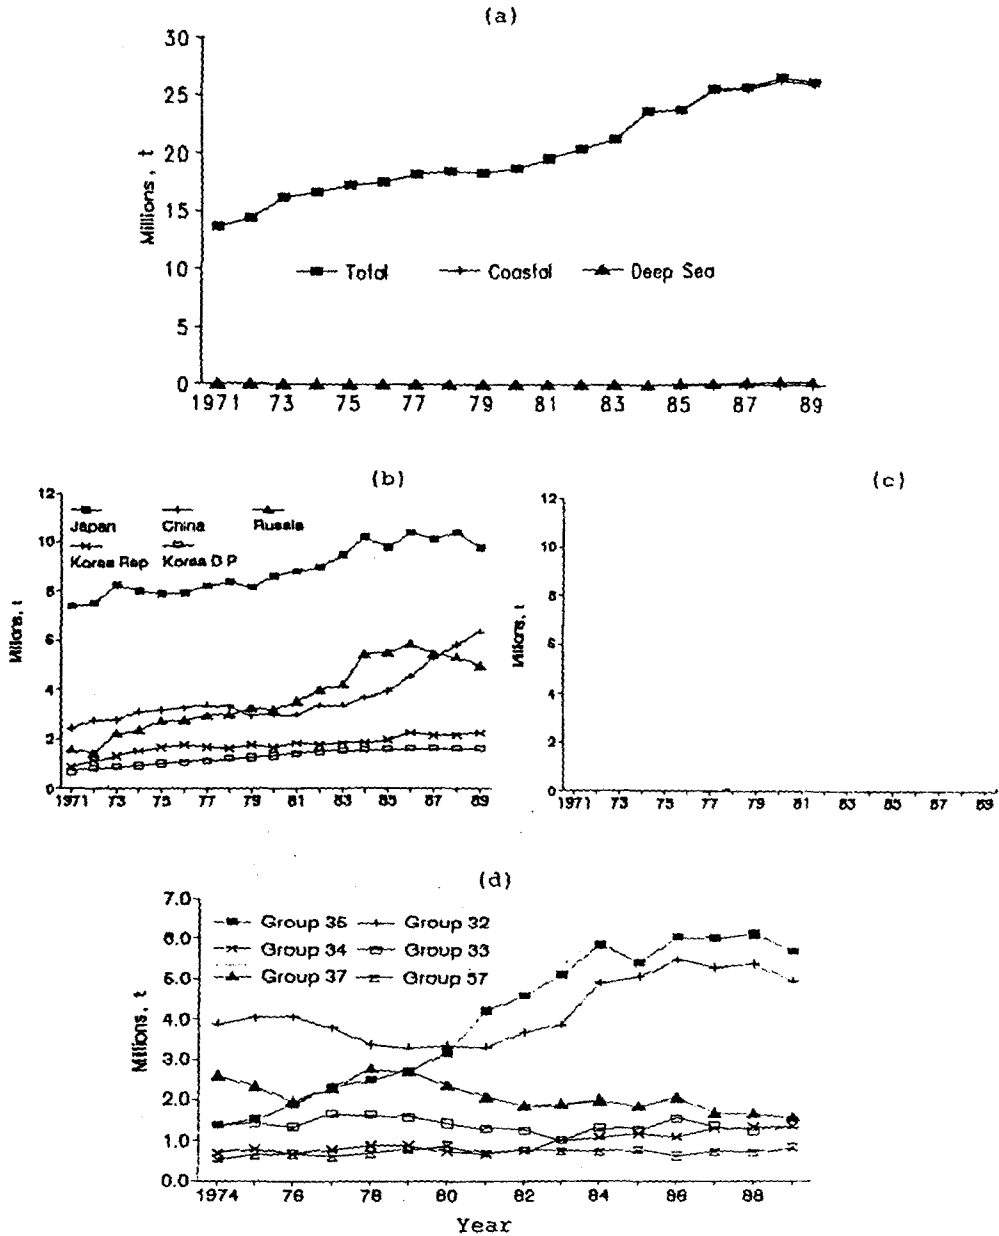 (a)
30
25
20
15
10
5
0
Millions, t
Total Coastal Deep Sea
1971 73 75 77 79 81 83 85 87 89
(b)
12
10
8
6
4
2
0
Millions, t
Japan China Russia
Korea Rep Korea D P
1971 73 75 77 79 81 83 85 87 89
(c)
12
10
8
6
4
2
0
Millions, t
1971 73 75 77 79 81 83 85 87 89
(d)
7.0
6.0
5.0
4.0
3.0
2.0
1.0
0.0
Millions, t
Group 35 Group 32
Group 34 Group 33
Group 37 Group 57
1974 76 78 80 82 84 86 88
Year